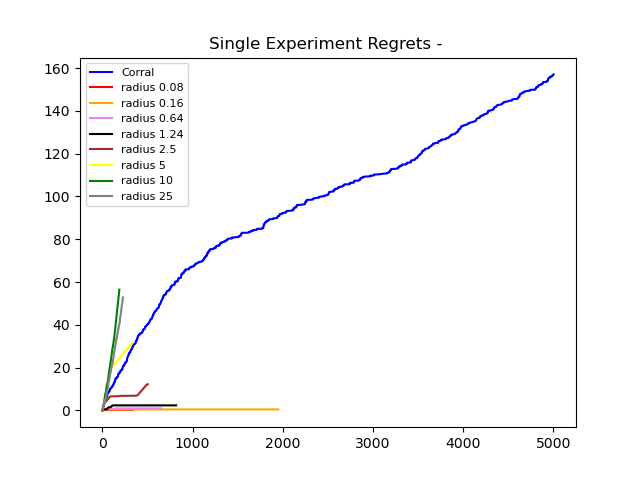 Single Experiment Regrets -
160
140
120
100
80
60
40
20
0
Corral
radius 0.08
radius 0.16
radius 0.64
radius 1.24
radius 2.5
radius 5
radius 10
radius 25
0 1000 2000 3000 4000 5000